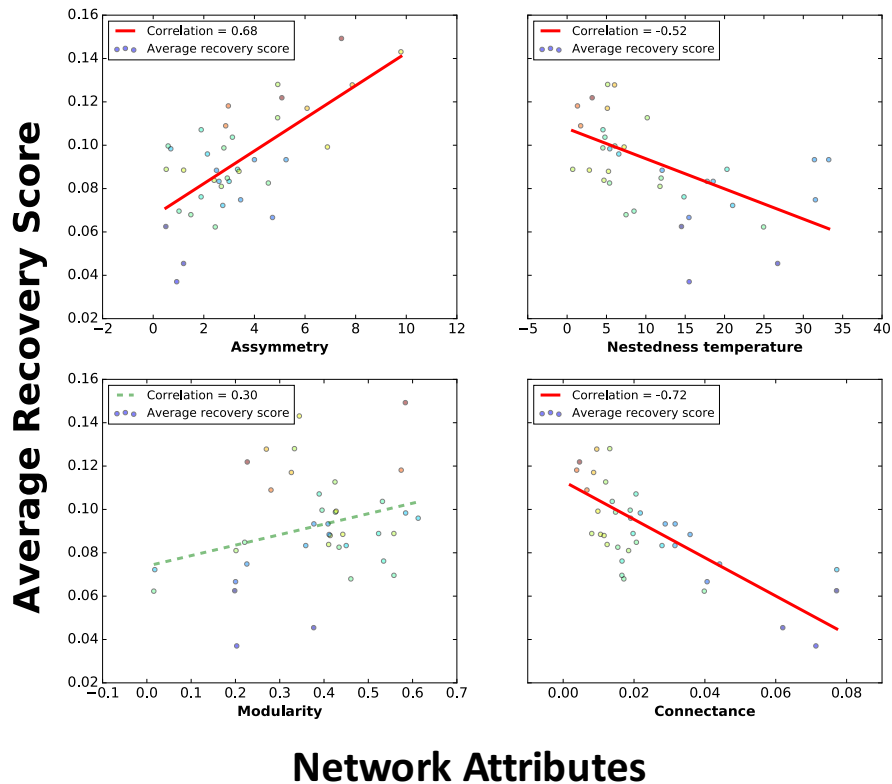 Average Recovery Score
0.16
0.14
0.12
0.10
0.08
0.06
0.04
0.02
Correlation = 0.68
Average recovery score
−2 0 2 4 6 8 10 12
Assymmetry
Correlation = -0.52
Average recovery score
−5 0 5 10 15 20 25 30 35 40
Nestedness temperature
0.16
0.14
0.12
0.10
0.08
0.06
0.04
0.02
Correlation = 0.30
Average recovery score
−0.1 0.0 0.1 0.2 0.3 0.4 0.5 0.6 0.7
Modularity
Correlation = -0.72
Average recovery score
0.00 0.02 0.04 0.06 0.08
Connectance
Network Attributes